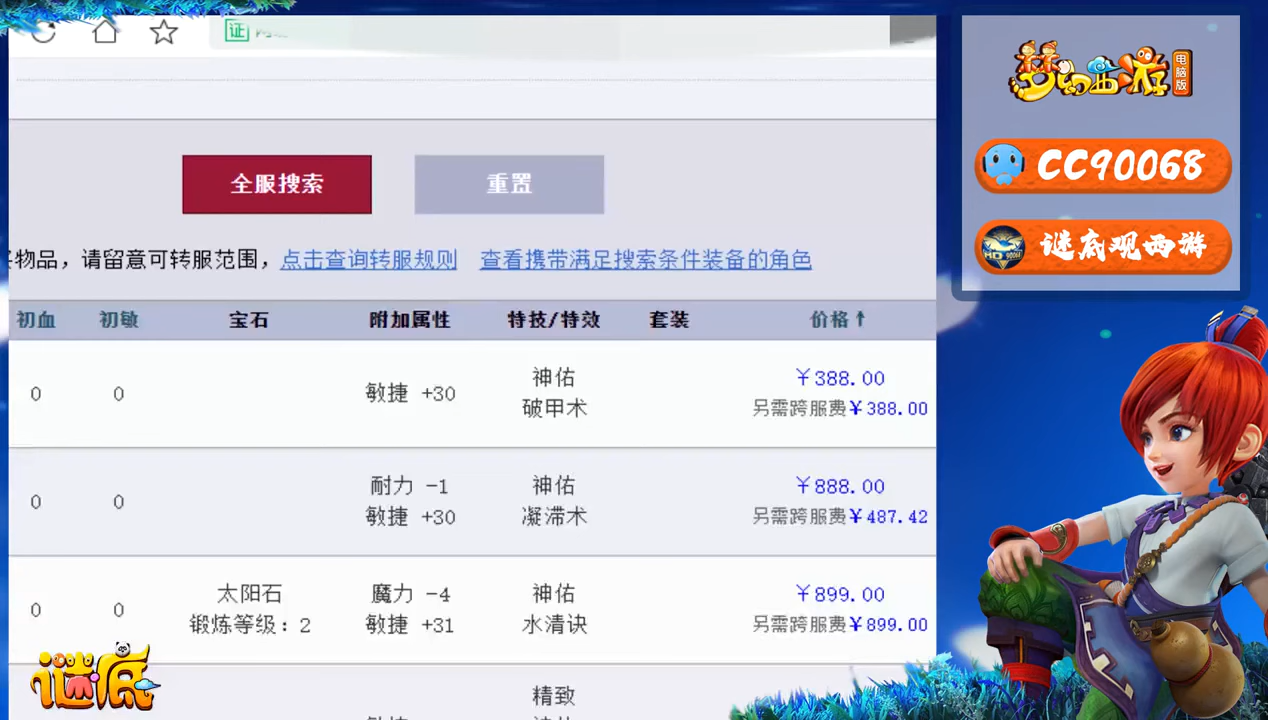 证
全服搜索 重置
物品，请留意可转服范围，点击查询转服规则 查看携带满足搜索条件装备的角色
初血 初敏 宝石 附加属性 特技/特效 套装 价格↑
0 0 敏捷 +30 神佑 破甲术 ￥388.00
另需跨服费￥388.00
0 0 耐力 -1 敏捷 +30 神佑 凝滞术 ￥888.00
另需跨服费￥487.42
0 0 太阳石 锻炼等级：2 魔力 -4 敏捷 +31 神佑 水清诀 ￥899.00
另需跨服费￥899.00
精致
谜底
梦幻西游 电脑版
CC90068
谜底观西游